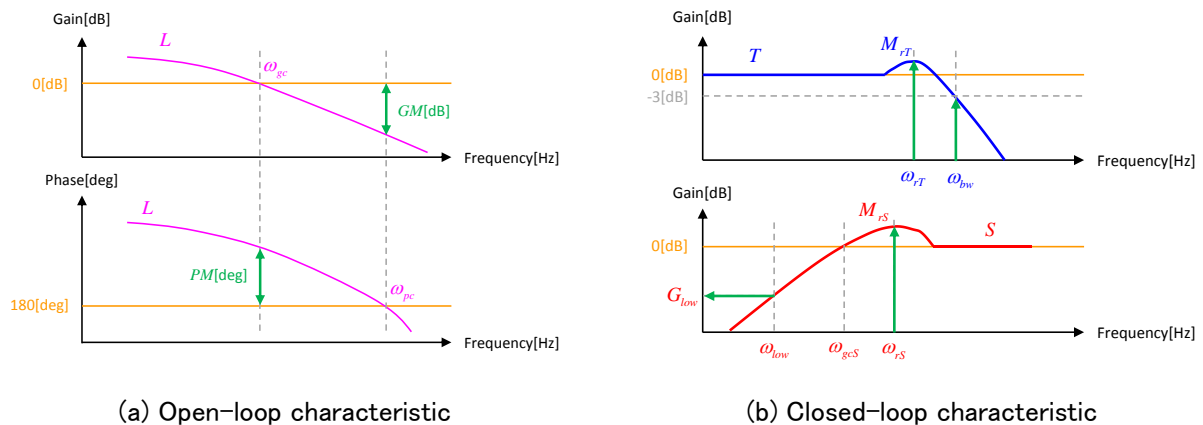 Gain[dB]
L
ω_gc
0[dB]
GM[dB]
Frequency[Hz]
Phase[deg]
L
PM[deg]
ω_pc
180[deg]
Frequency[Hz]
(a) Open-loop characteristic
Gain[dB]
T
M_rT
0[dB]
-3[dB]
Frequency[Hz]
ω_rT
ω_bw
Gain[dB]
M_rS
S
0[dB]
G_low
Frequency[Hz]
ω_low
ω_gcS
ω_rS
(b) Closed-loop characteristic